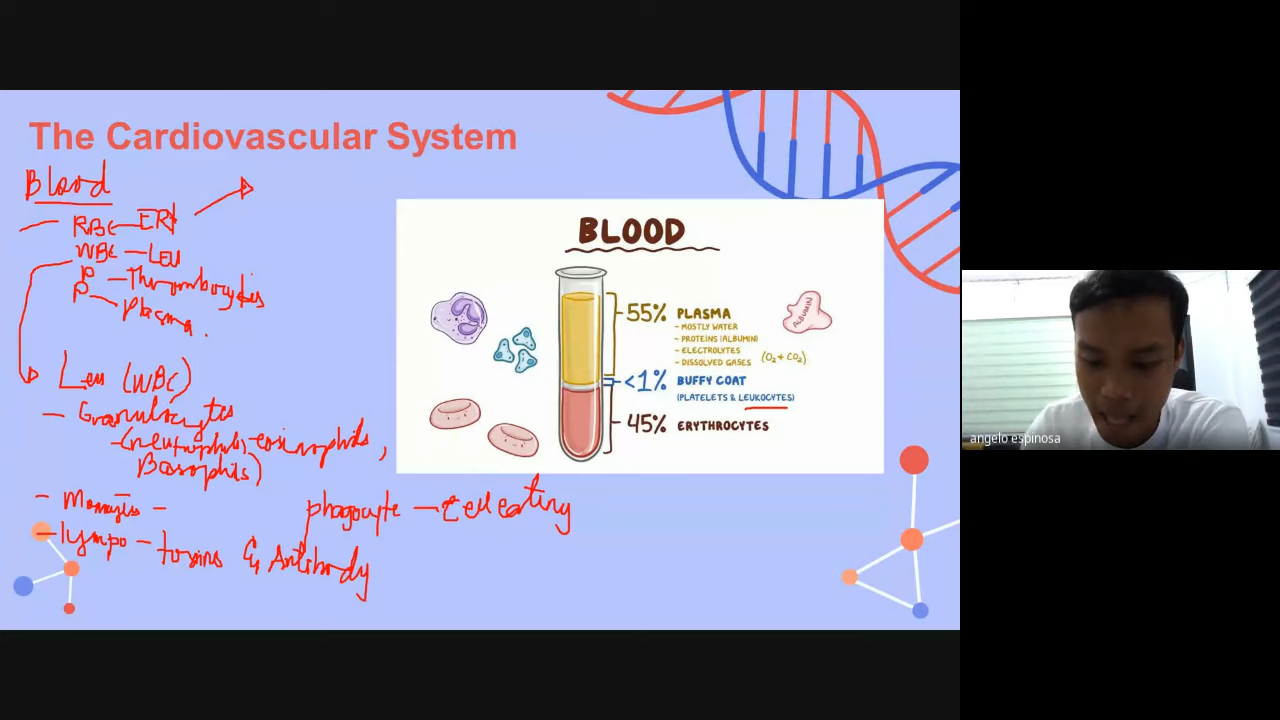 The Cardiovascular System
Blood
RBC - ERY
WBC - LEU
P - Thrombocytes
P - Plasma.
Leu (WBC)
- Granulocytes
- (neutrophils, eosinophils,
Basophils)
- Monocytes -
phagocyte - cell eating
- lympo - toxins & Antibody
BLOOD
55% PLASMA
- MOSTLY WATER
- PROTEINS (ALBUMIN)
- ELECTROLYTES
- DISSOLVED GASES (O₂ + CO₂)
<1% BUFFY COAT
(PLATELETS & LEUKOCYTES)
45% ERYTHROCYTES
ALBUMIN
angelo espinosa